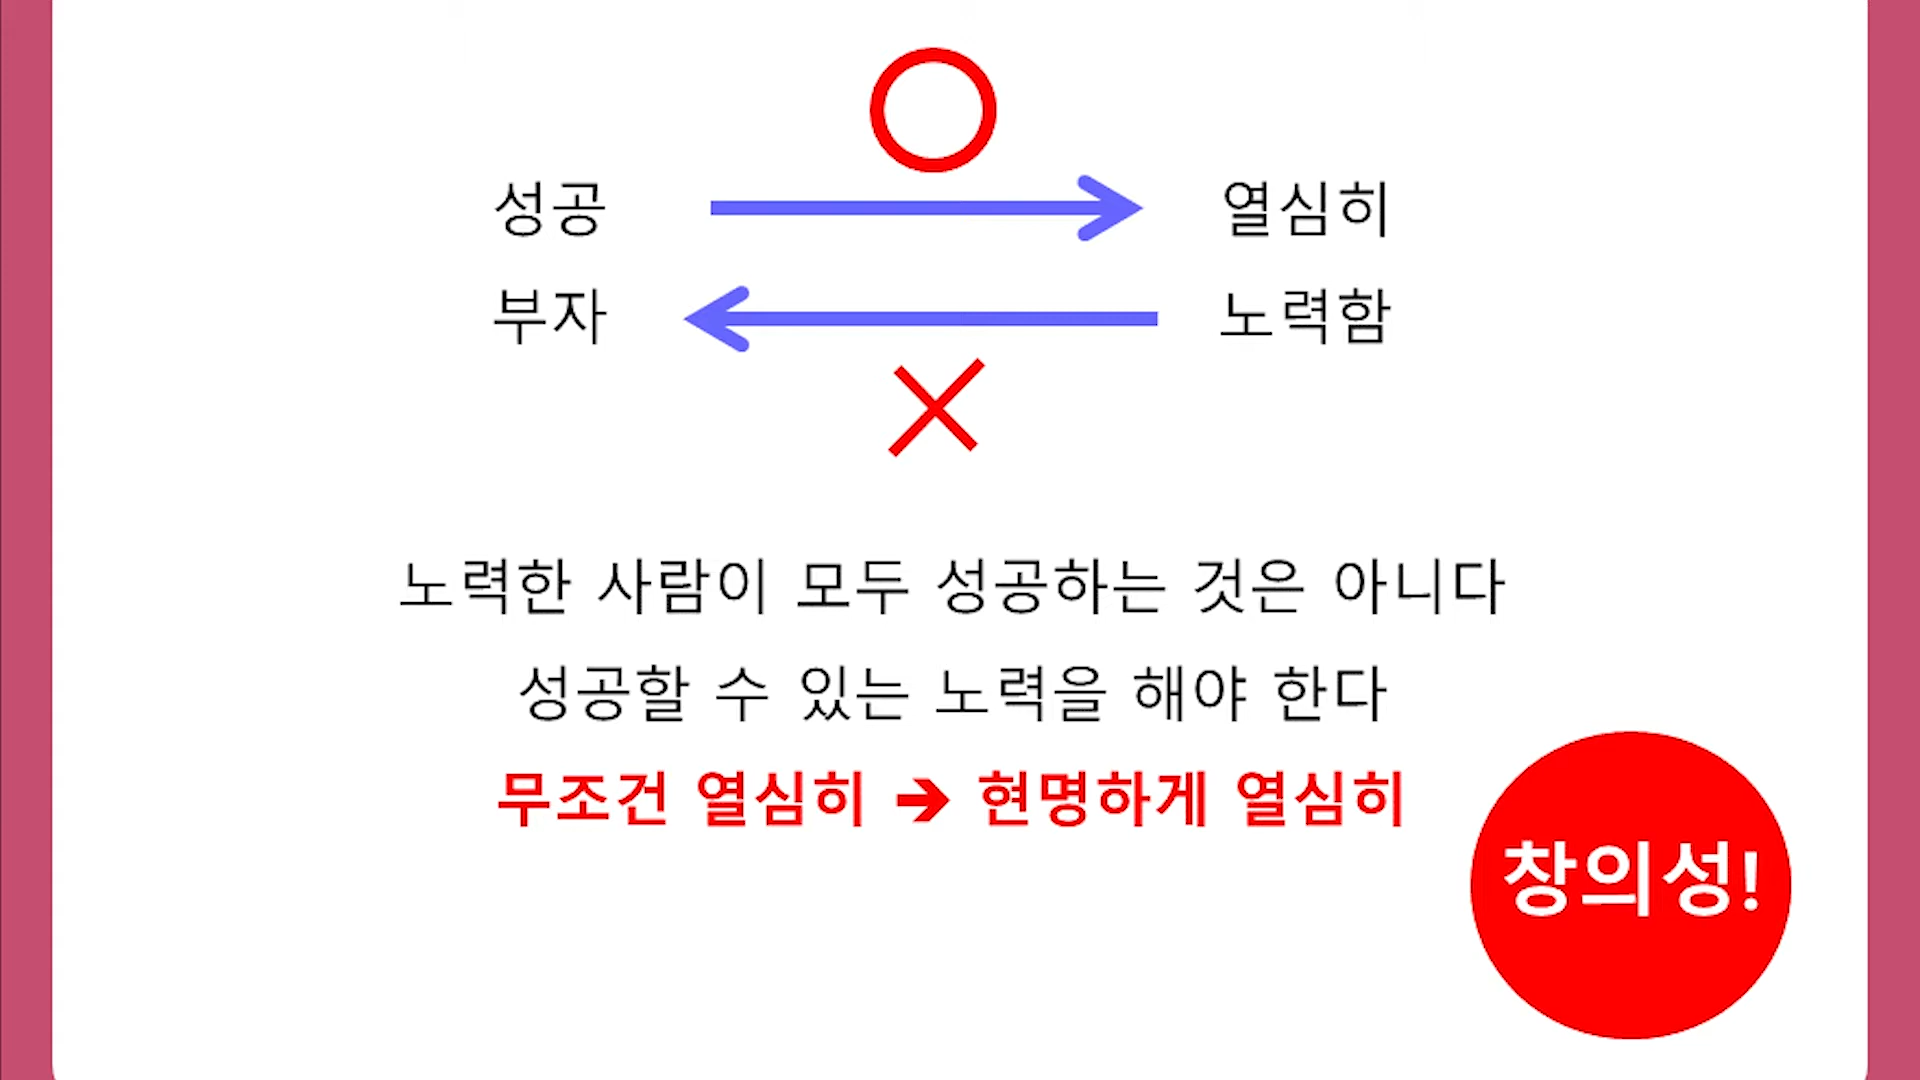 성공 열심히
부자 노력함
노력한 사람이 모두 성공하는 것은 아니다
성공할 수 있는 노력을 해야 한다
무조건 열심히 ➔ 현명하게 열심히
창의성!